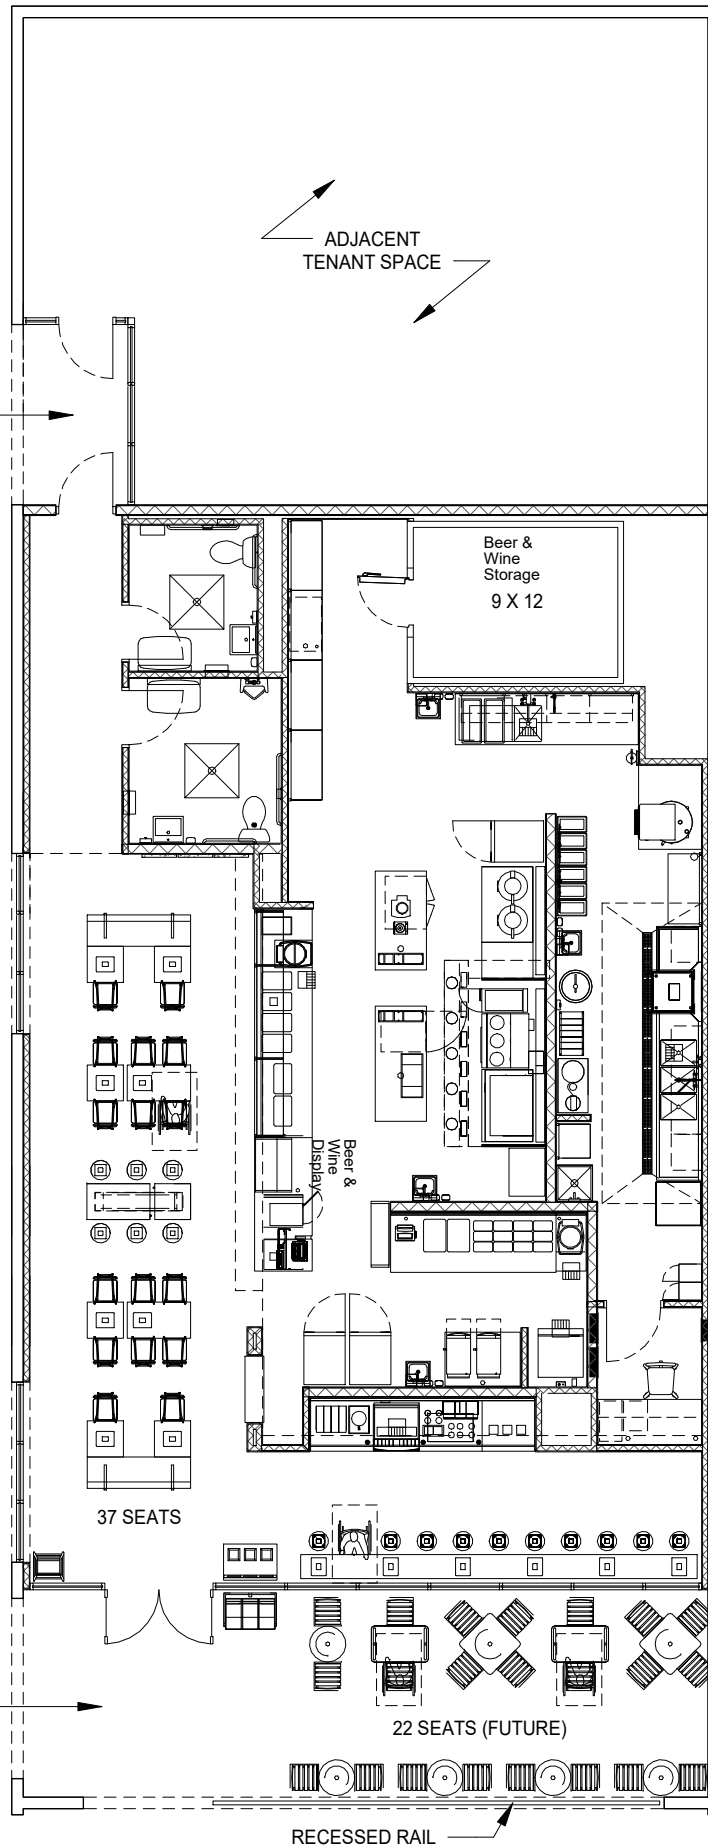 ADJACENT
TENANT SPACE
Beer &
Wine
Storage
9 X 12
Beer &
Wine
Display
37 SEATS
22 SEATS (FUTURE)
RECESSED RAIL